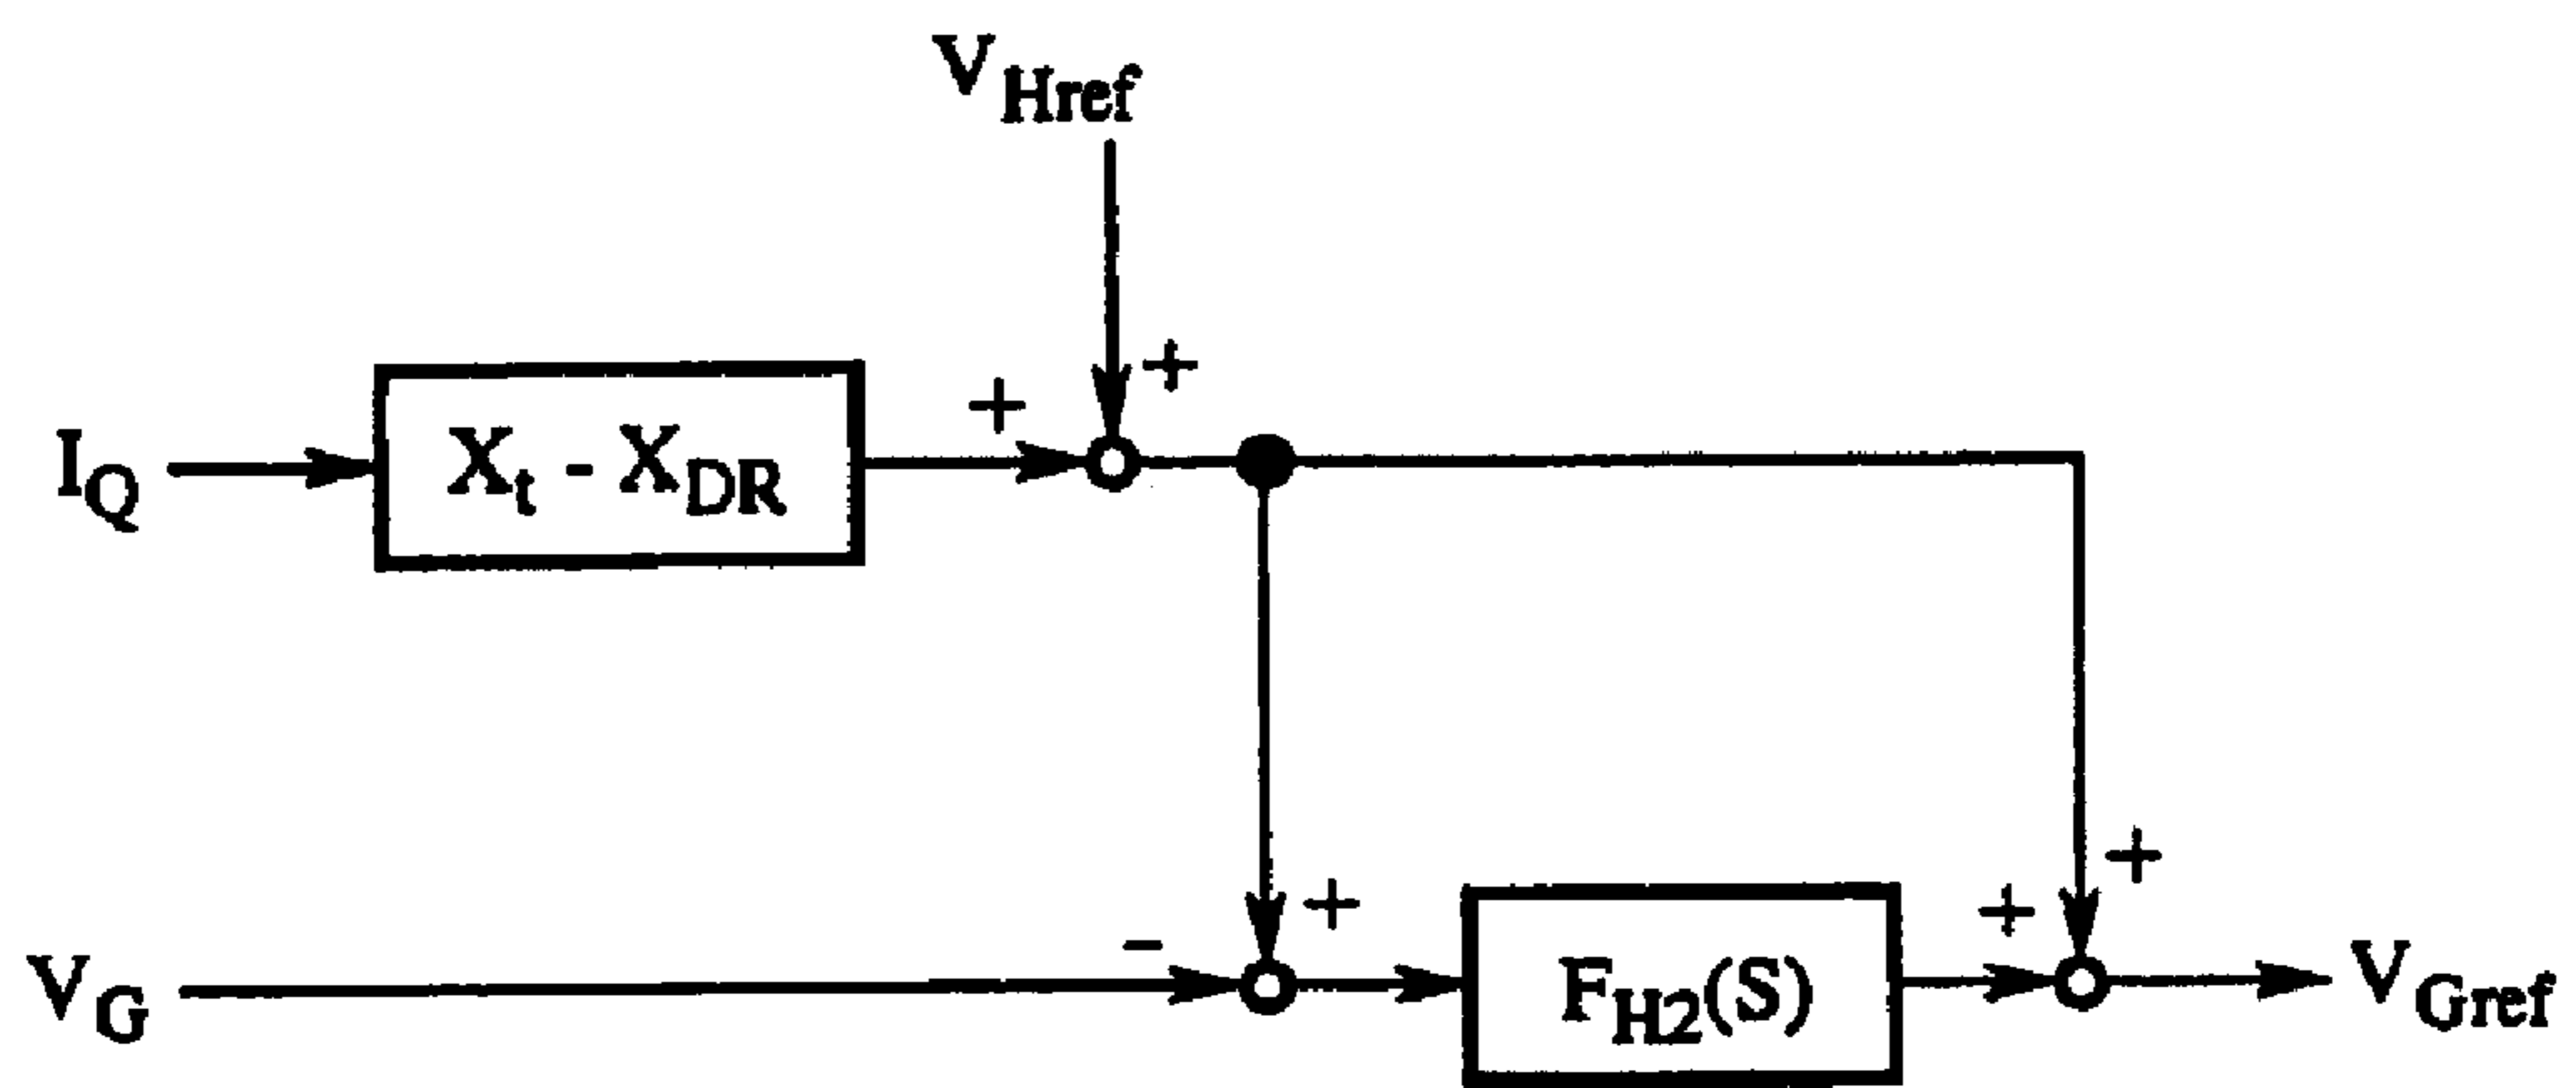 V_Href
+
+
I_Q
X_t - X_DR
+
+
+
-
V_G
F_H2(S)
V_Gref